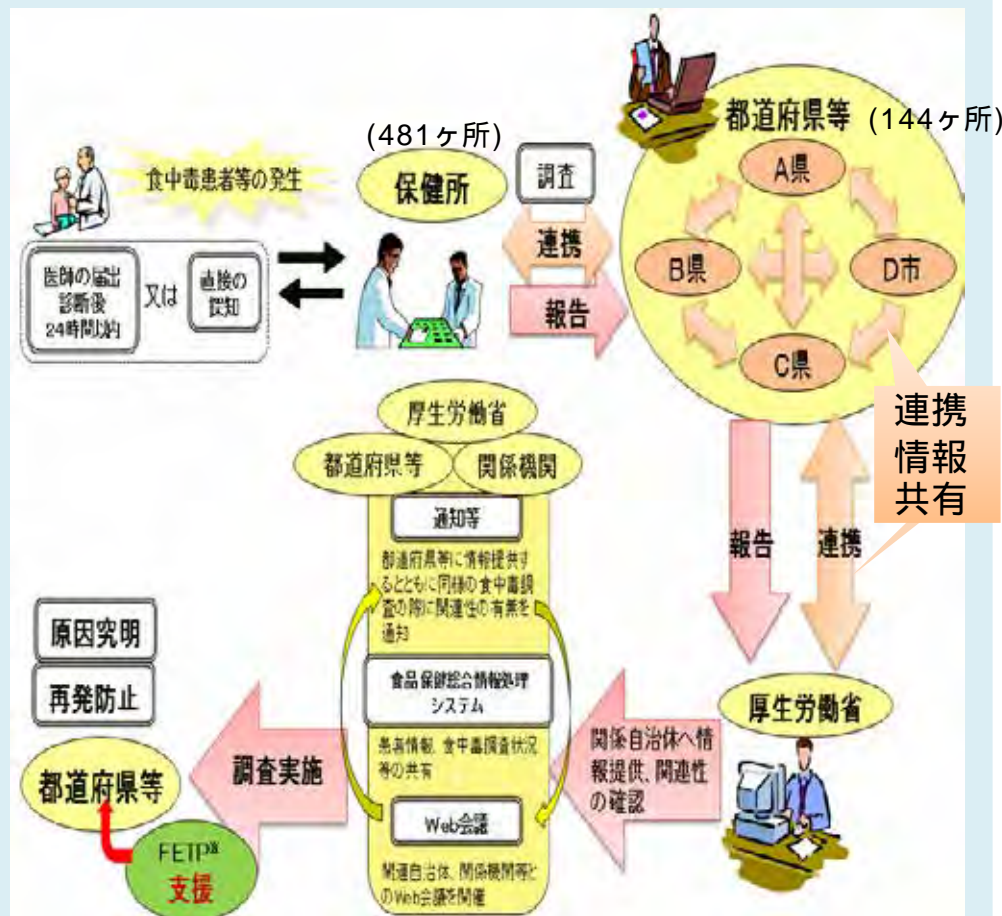 食中毒患者等の発生
医師の届出
診断後
24時間以内
又は
直接の
探知
(481ヶ所)
保健所
調査
連携
報告
都道府県等
(144ヶ所)
A県
B県
D市
C県
連携
情報
共有
報告
連携
厚生労働省
関係自治体へ情
報提供、関連性
の確認
厚生労働省
都道府県等
関係機関
通知等
都道府県等に情報提供す
るとともに同様の食中毒調
査の際に関連性の有無を
通知
食品保健総合情報処理
システム
患者情報、食中毒調査状況
等の共有
Web会議
関連自治体、関係機関等と
のWeb会議を開催
調査実施
原因究明
再発防止
都道府県等
FETP※
支援